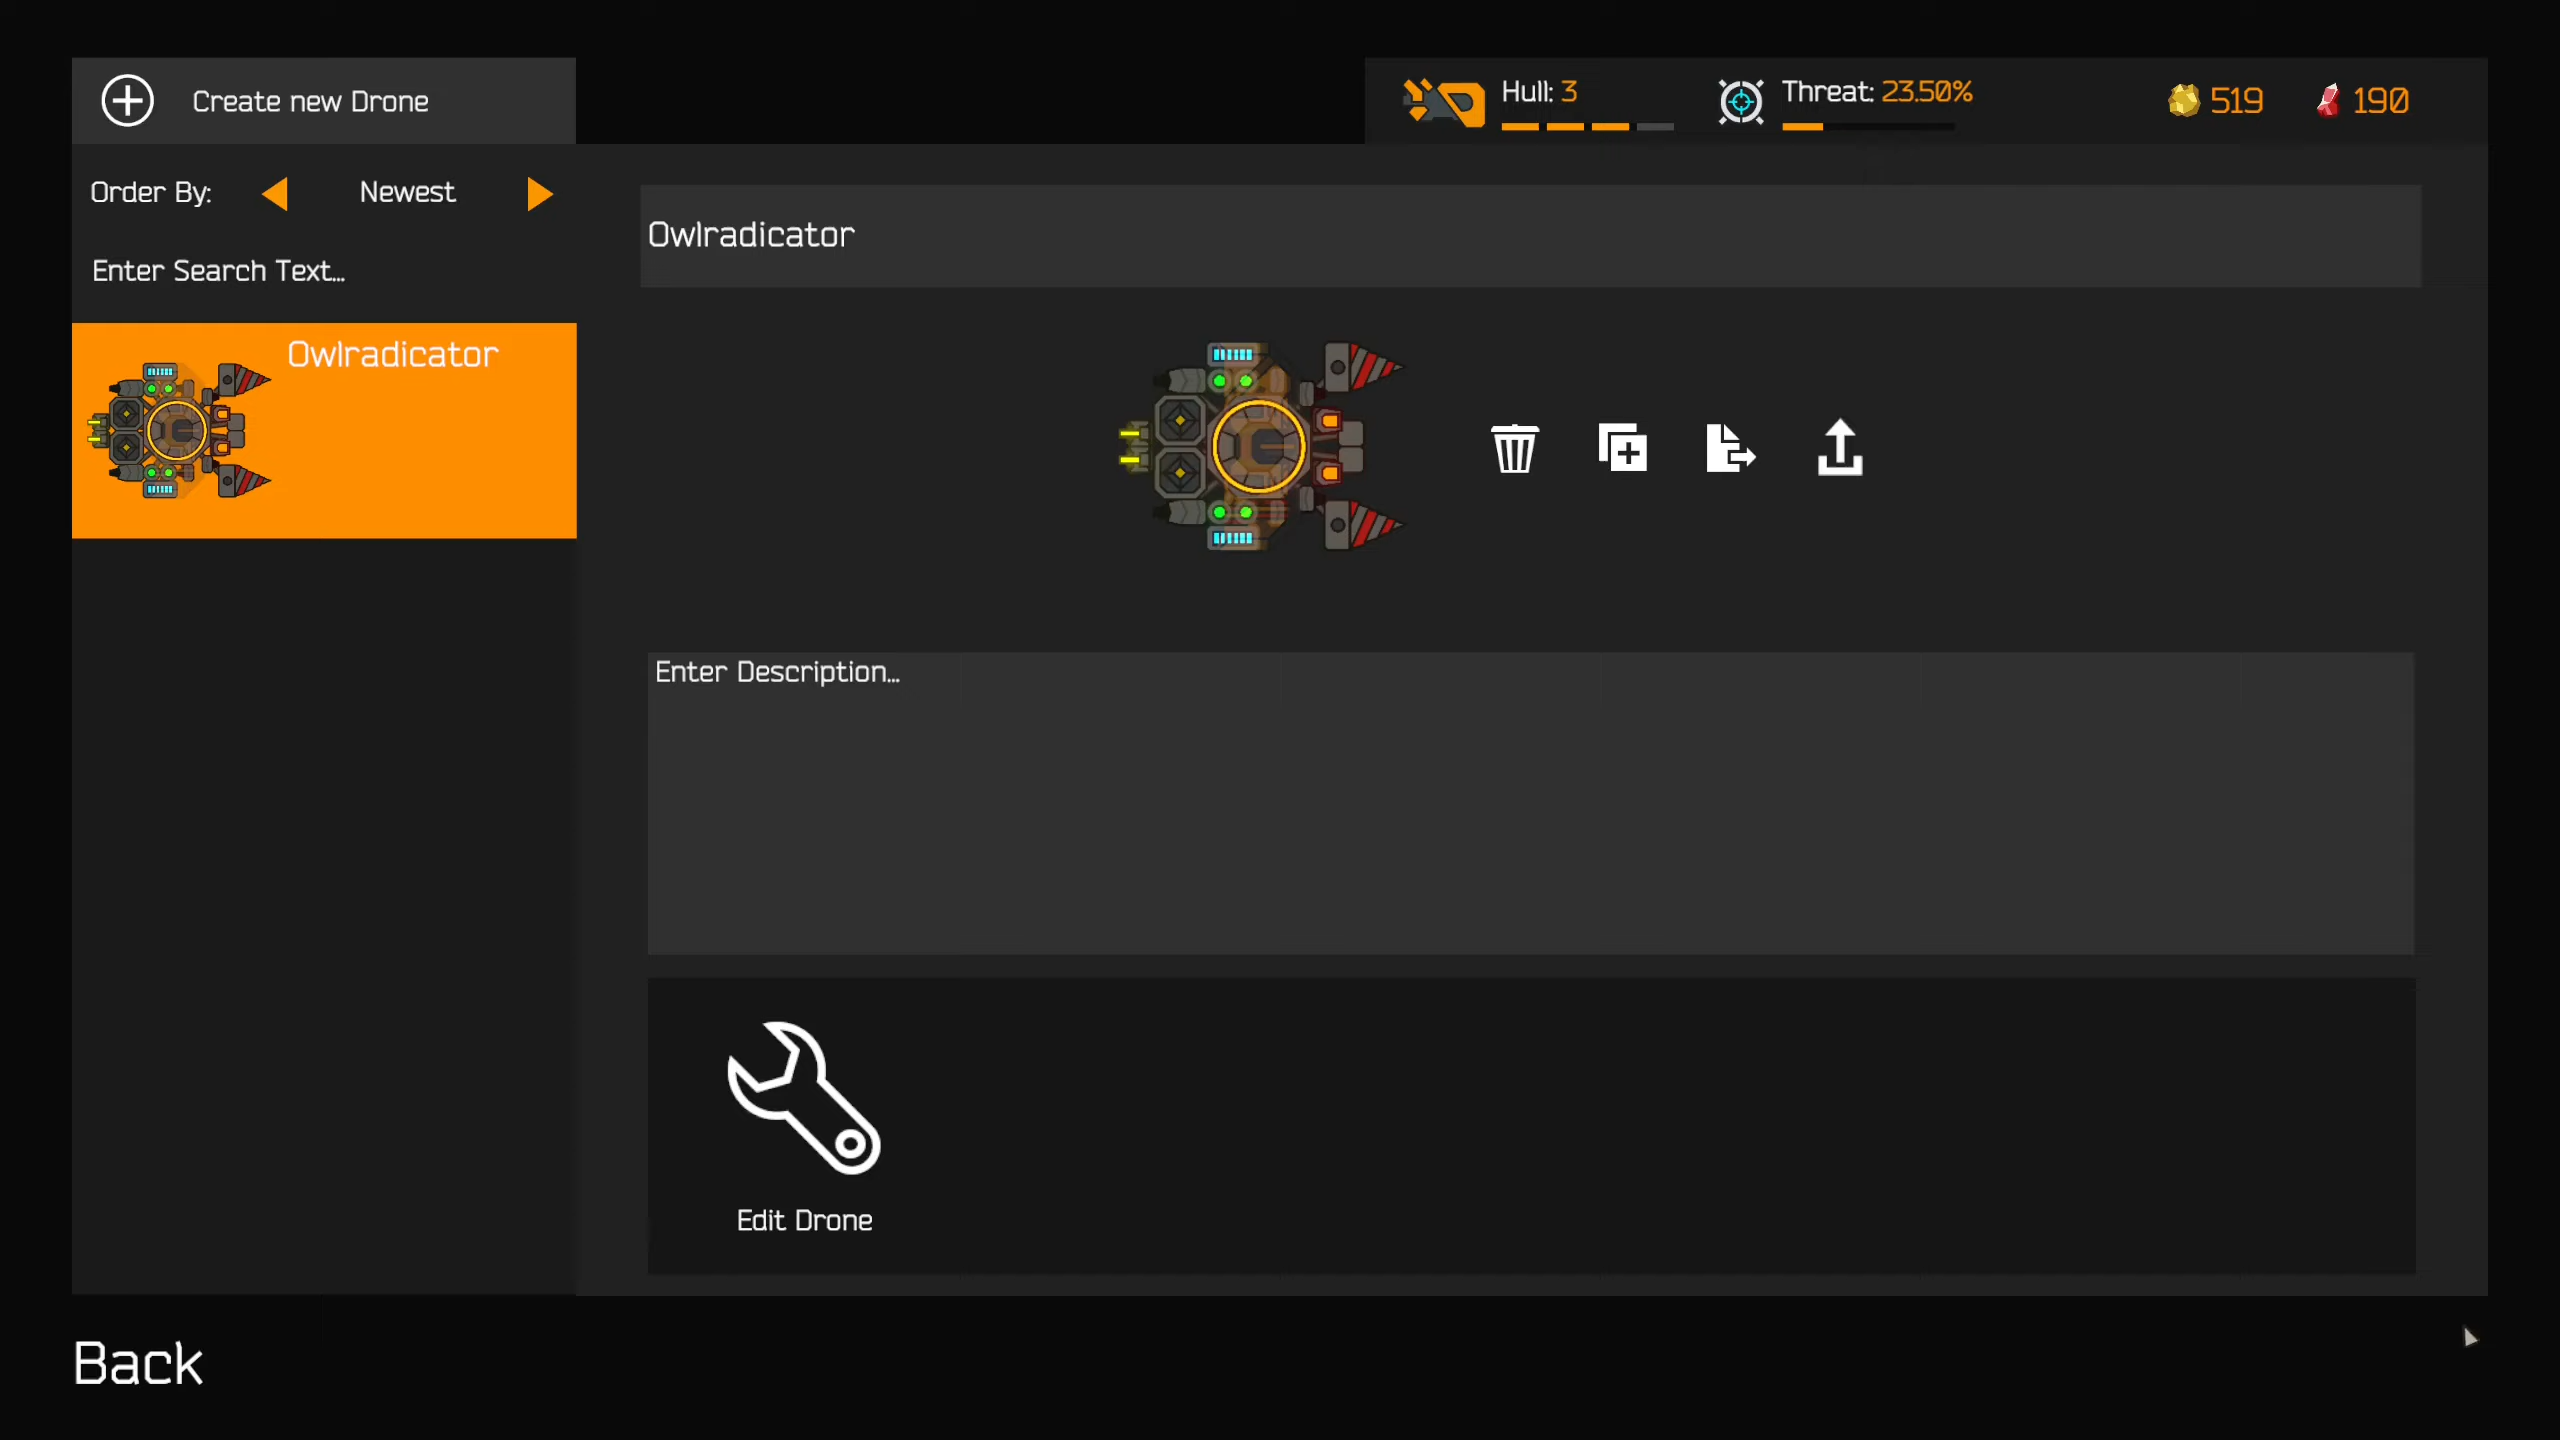 Create new Drone
Hull: 3
Threat: 23.50%
519
190
Order By:
Newest
Enter Search Text...
Owlradicator
Owlradicator
Enter Description...
Edit Drone
Back